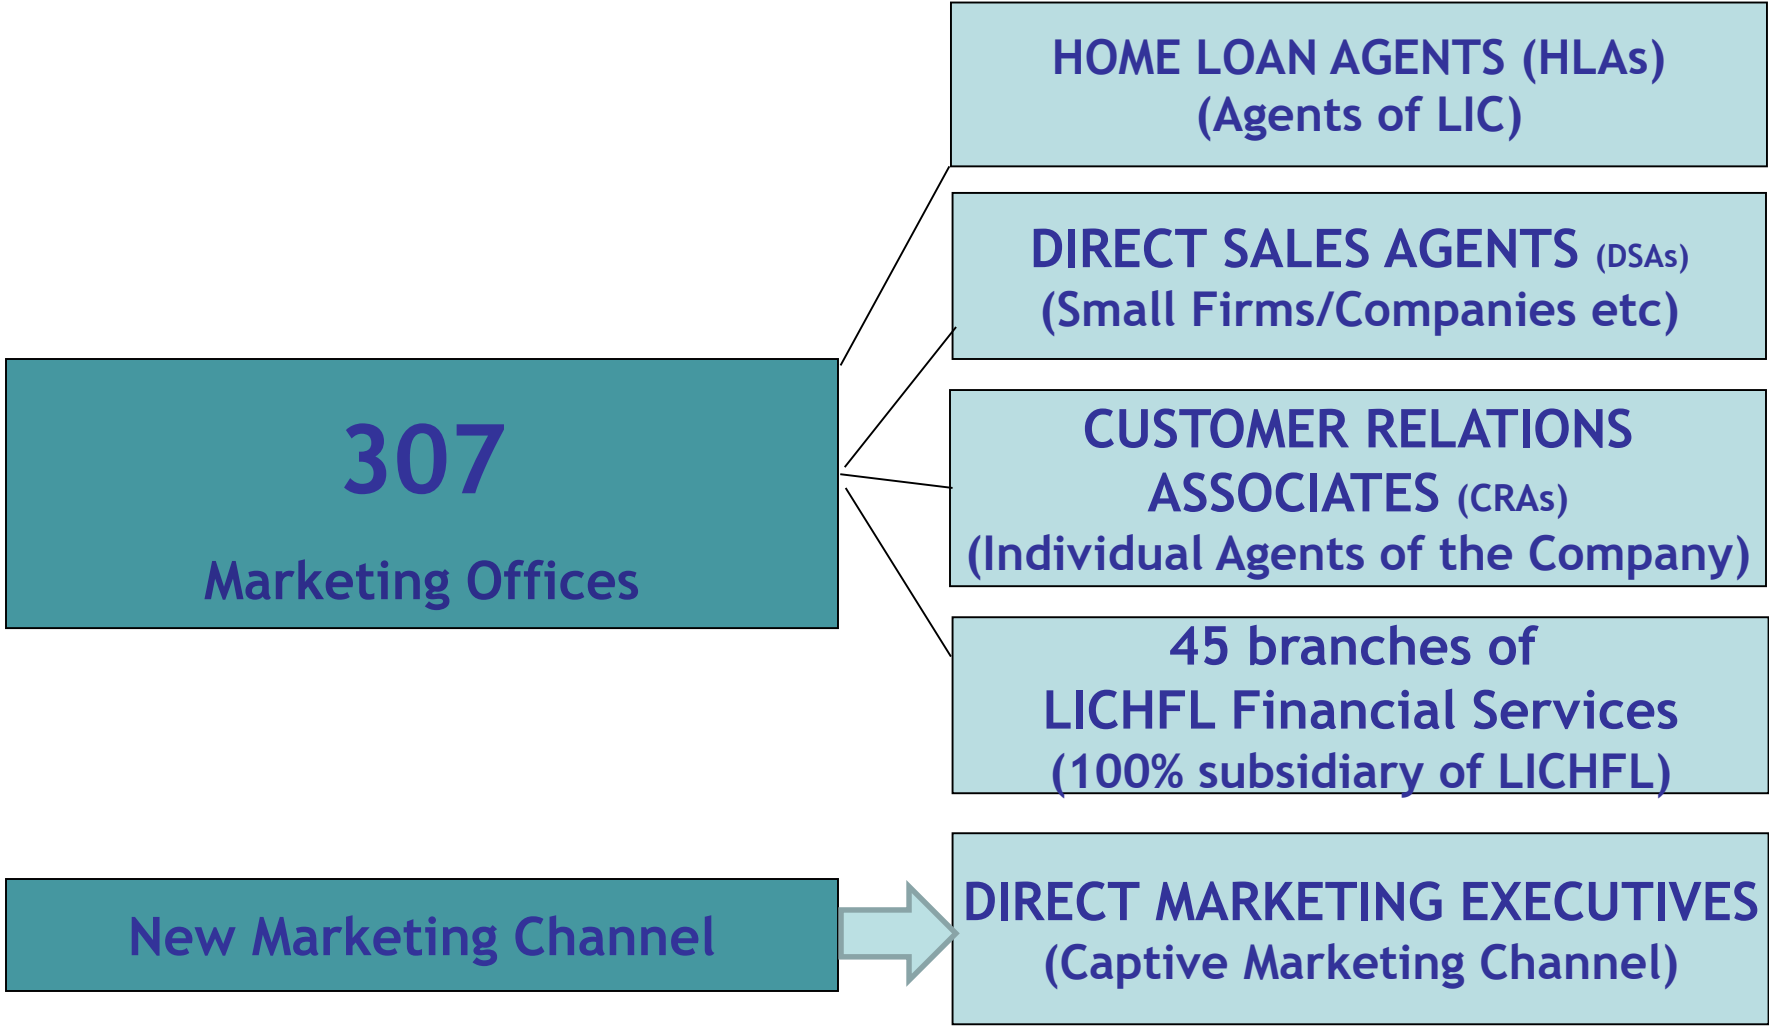 HOME LOAN AGENTS (HLAs)
(Agents of LIC)
DIRECT SALES AGENTS (DSAs)
(Small Firms/Companies etc)
307
Marketing Offices
CUSTOMER RELATIONS
ASSOCIATES (CRAs)
(Individual Agents of the Company)
45 branches of
LICHFL Financial Services
(100% subsidiary of LICHFL)
New Marketing Channel
DIRECT MARKETING EXECUTIVES
(Captive Marketing Channel)